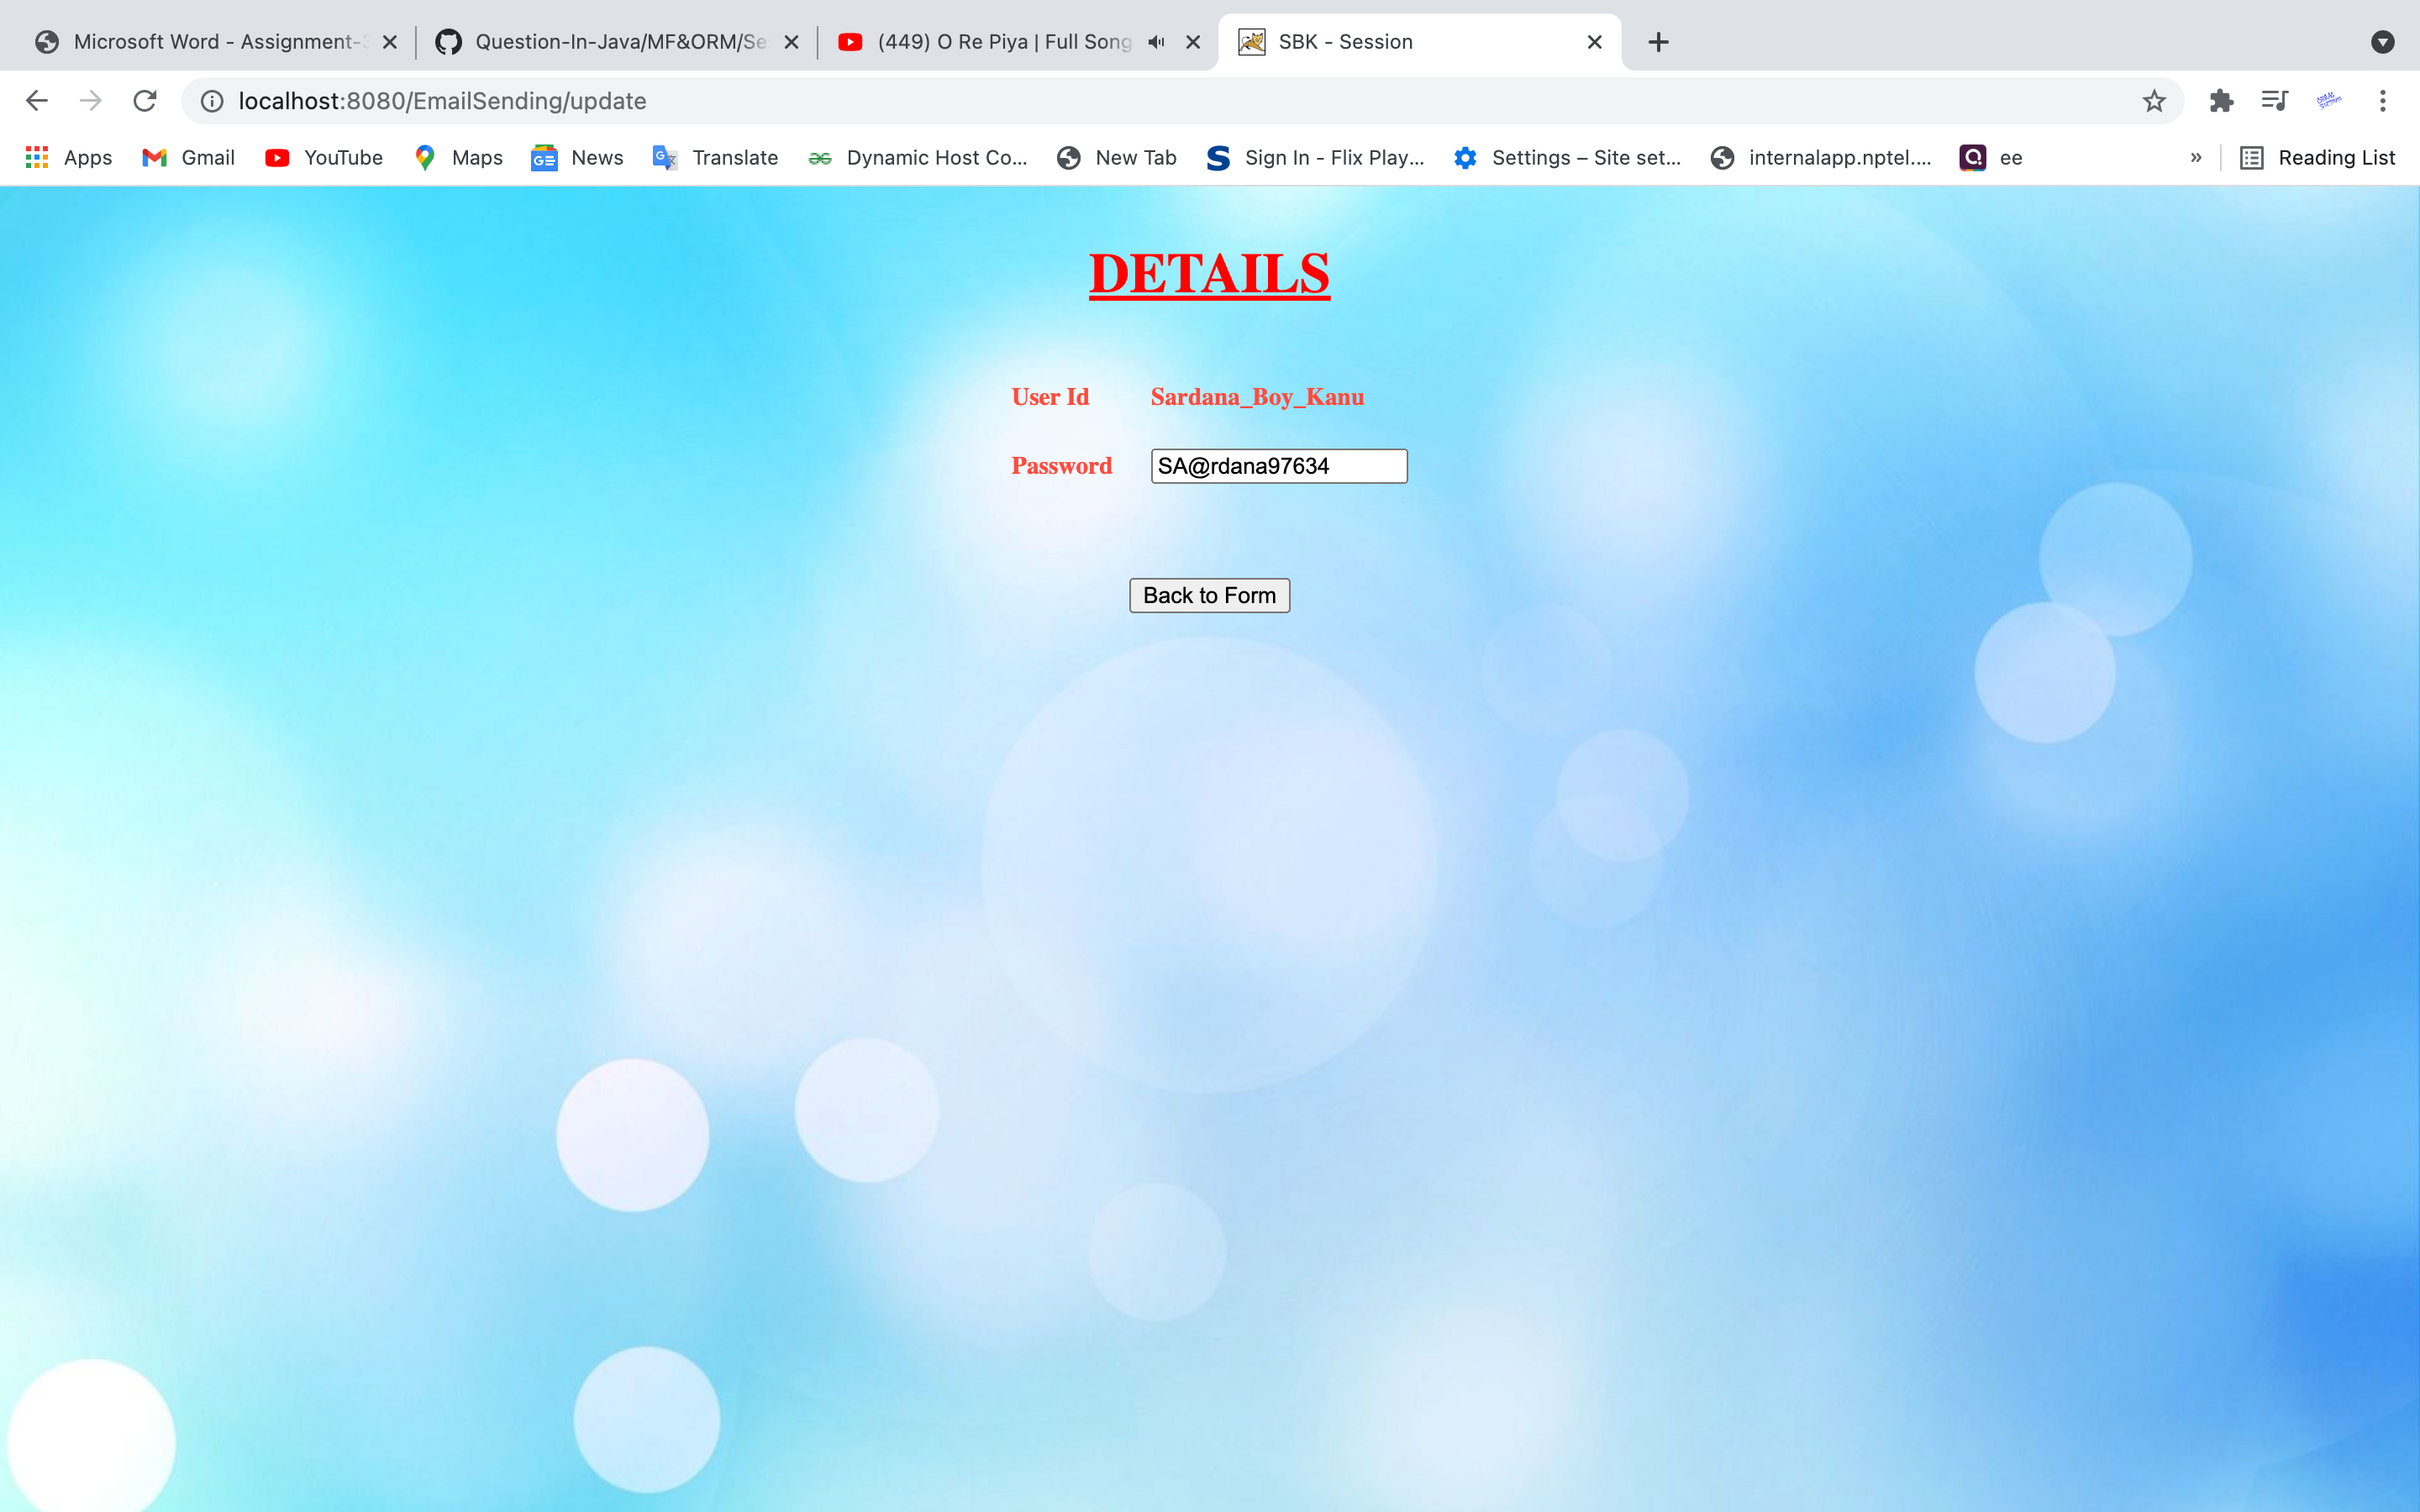 Microsoft Word - Assignment-
Question-In-Java/MF&ORM/Se
(449) O Re Piya | Full Song
SBK - Session
localhost:8080/EmailSending/update
Apps
Gmail
YouTube
Maps
News
Translate
Dynamic Host Co...
New Tab
Sign In - Flix Play...
Settings – Site set...
internalapp.nptel....
ee
»
Reading List
DETAILS
User Id Sardana_Boy_Kanu
Password SA@rdana97634
Back to Form